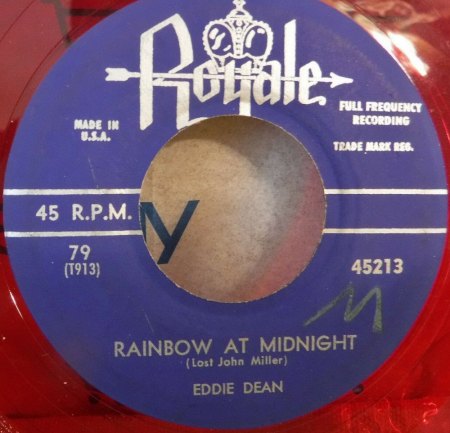 Royale
FULL FREQUENCY
RECORDING
MADE IN
U.S.A.
TRADE MARK REG.
45 R.P.M.
y
79
(T913)
45213
M
RAINBOW AT MIDNIGHT
(Lost John Miller)
EDDIE DEAN